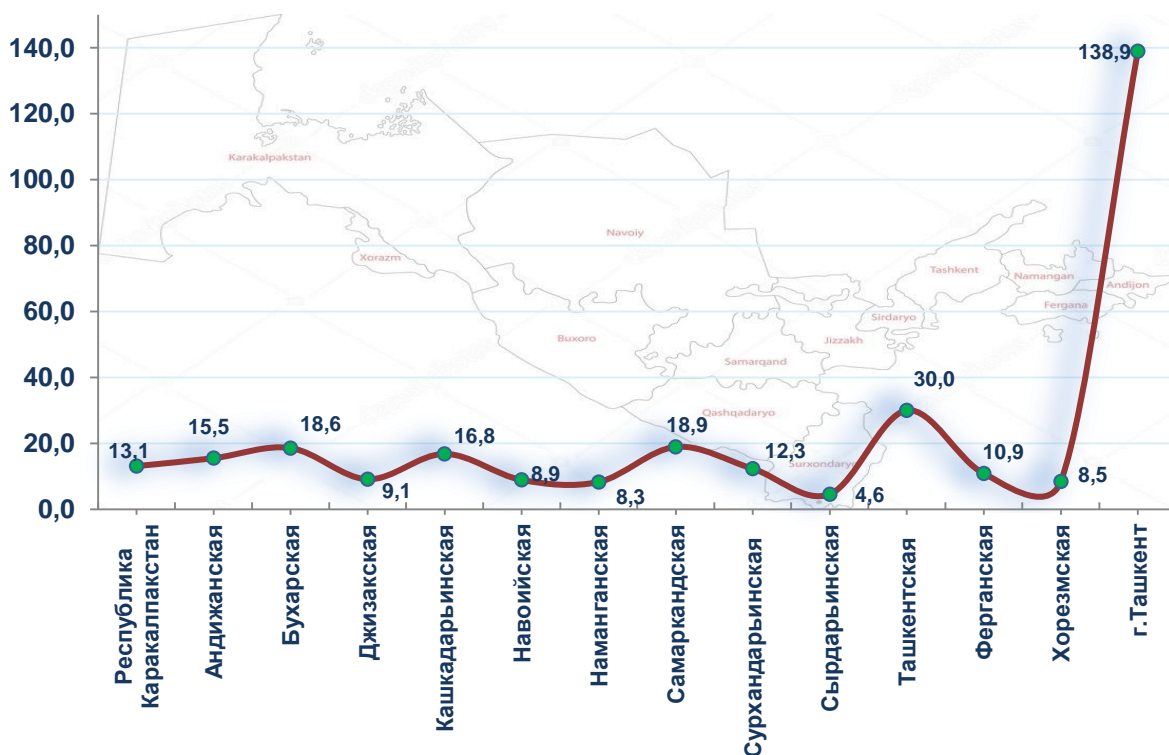 140,0
120,0
100,0
80,0
60,0
40,0
20,0
0,0
138,9
Karakalpakstan
Navoiy
Xorazm
Tashkent
Namangan
Andijon
Fergana
Sirdaryo
Buxoro
Jizzakh
Samarqand
Qashqadaryo
Surxondaryo
13,1
15,5
18,6
9,1
16,8
8,9
8,3
18,9
12,3
4,6
30,0
10,9
8,5
Республика
Каракалпакстан
Андижанская
Бухарская
Джизакская
Кашкадарьинская
Навоийская
Наманганская
Самаркандская
Сурхандарьинская
Сырдарьинская
Ташкентская
Ферганская
Хорезмская
г.Ташкент